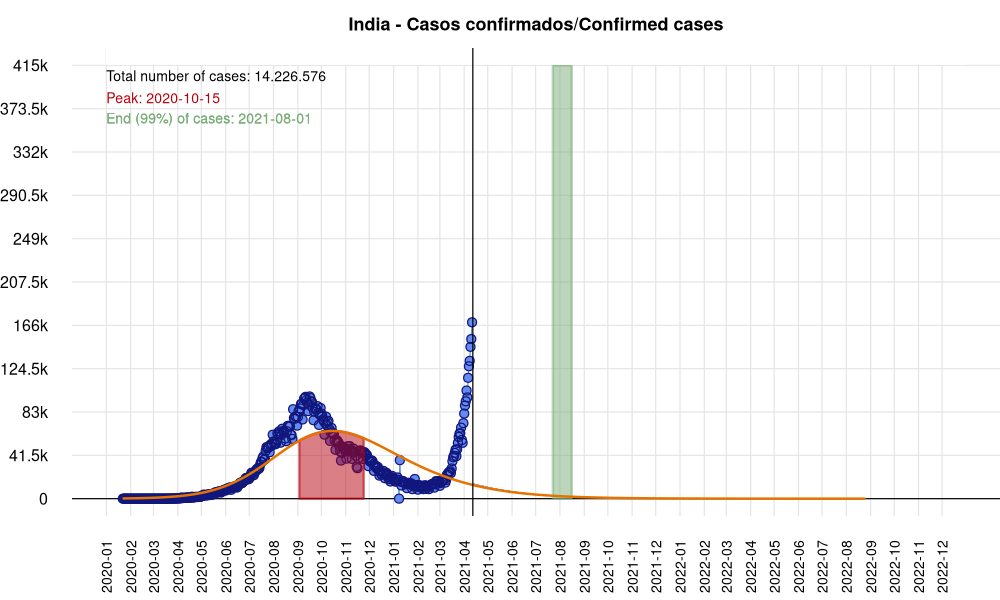 India - Casos confirmados/Confirmed cases
Total number of cases: 14.226.576
Peak: 2020-10-15
End (99%) of cases: 2021-08-01
415k
373.5k
332k
290.5k
249k
207.5k
166k
124.5k
83k
41.5k
0
2020-01
2020-02
2020-03
2020-04
2020-05
2020-06
2020-07
2020-08
2020-09
2020-10
2020-11
2020-12
2021-01
2021-02
2021-03
2021-04
2021-05
2021-06
2021-07
2021-08
2021-09
2021-10
2021-11
2021-12
2022-01
2022-02
2022-03
2022-04
2022-05
2022-06
2022-07
2022-08
2022-09
2022-10
2022-11
2022-12